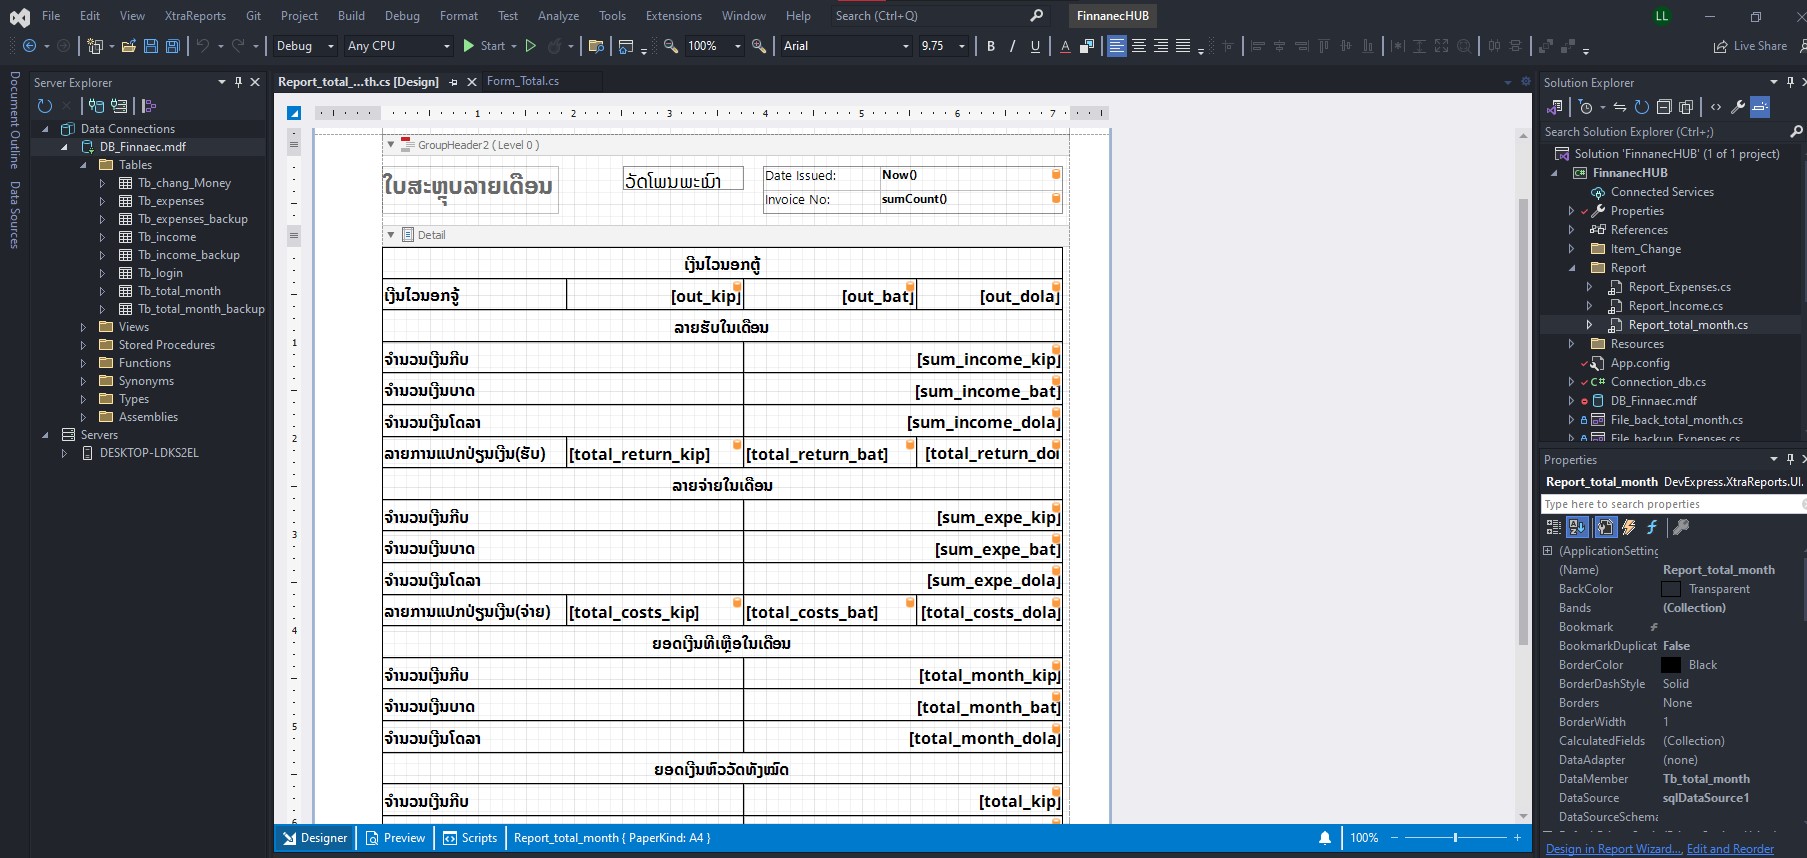 File Edit View XtraReports Git Project Build Debug Format Test Analyze Tools Extensions Window Help Search (Ctrl+Q) FinnanecHUB LL
Debug Any CPU Start 100% Arial 9.75 B I U A Live Share
Document Outline
Data Sources
Server Explorer
Data Connections
DB_Finnaec.mdf
Tables
Tb_chang_Money
Tb_expenses
Tb_expenses_backup
Tb_income
Tb_income_backup
Tb_login
Tb_total_month
Tb_total_month_backup
Views
Stored Procedures
Functions
Synonyms
Types
Assemblies
Servers
DESKTOP-LDKS2EL
Report_total_...th.cs [Design] Form_Total.cs
1 2 3 4 5 6 7
GroupHeader2 ( Level 0 )
ໃບສະຫຼຸບລາຍເດືອນ
ວັດໂພນພະເນົາ
Date Issued: Now()
Invoice No: sumCount()
Detail
ເງິນໄວນອກຕູ້
ເງິນໄວນອກຈູ້ [out_kip] [out_bat] [out_dola]
ລາຍຮັບໃນເດືອນ
ຈຳນວນເງິນກີບ [sum_income_kip]
ຈຳນວນເງິນບາດ [sum_income_bat]
ຈຳນວນເງິນໂດລາ [sum_income_dola]
ລາຍການແປກປ່ຽນເງິນ(ຮັບ) [total_return_kip] [total_return_bat] [total_return_dol
ລາຍຈ່າຍໃນເດືອນ
ຈຳນວນເງິນກີບ [sum_expe_kip]
ຈຳນວນເງິນບາດ [sum_expe_bat]
ຈຳນວນເງິນໂດລາ [sum_expe_dola]
ລາຍການແປກປ່ຽນເງິນ(ຈ່າຍ) [total_costs_kip] [total_costs_bat] [total_costs_dola]
ຍອດເງິນທີເຫຼືອໃນເດືອນ
ຈຳນວນເງິນກີບ [total_month_kip]
ຈຳນວນເງິນບາດ [total_month_bat]
ຈຳນວນເງິນໂດລາ [total_month_dola]
ຍອດເງິນຫົວວັດທັງໝົດ
ຈຳນວນເງິນກີບ [total_kip]
1
2
3
4
5
6
Designer Preview Scripts Report_total_month { PaperKind: A4 } 100%
Solution Explorer
Search Solution Explorer (Ctrl+;)
Solution 'FinnanecHUB' (1 of 1 project)
FinnanecHUB
Connected Services
Properties
References
Item_Change
Report
Report_Expenses.cs
Report_Income.cs
Report_total_month.cs
Resources
App.config
Connection_db.cs
DB_Finnaec.mdf
File_back_total_month.cs
File_backup_Expenses.cs
Properties
Report_total_month DevExpress.XtraReports.UI.
Type here to search properties
(ApplicationSetting
(Name) Report_total_month
BackColor Transparent
Bands (Collection)
Bookmark
BookmarkDuplicat False
BorderColor Black
BorderDashStyle Solid
Borders None
BorderWidth 1
CalculatedFields (Collection)
DataAdapter (none)
DataMember Tb_total_month
DataSource sqlDataSource1
DataSourceSchema
Design in Report Wizard..., Edit and Reorder